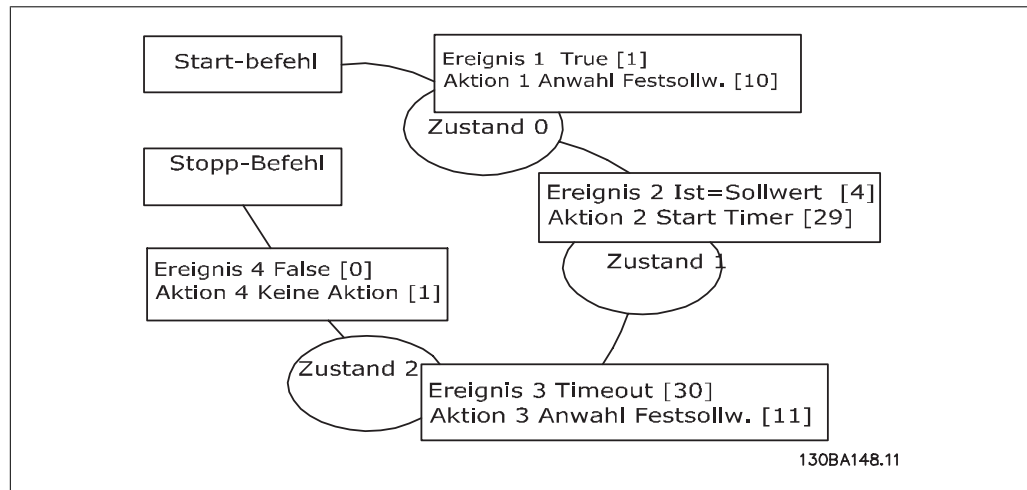 Start-befehl
Ereignis 1 True [1]
Aktion 1 Anwahl Festsollw. [10]
Zustand 0
Stopp-Befehl
Ereignis 2 Ist=Sollwert [4]
Aktion 2 Start Timer [29]
Zustand 1
Ereignis 4 False [0]
Aktion 4 Keine Aktion [1]
Zustand 2
Ereignis 3 Timeout [30]
Aktion 3 Anwahl Festsollw. [11]
130BA148.11